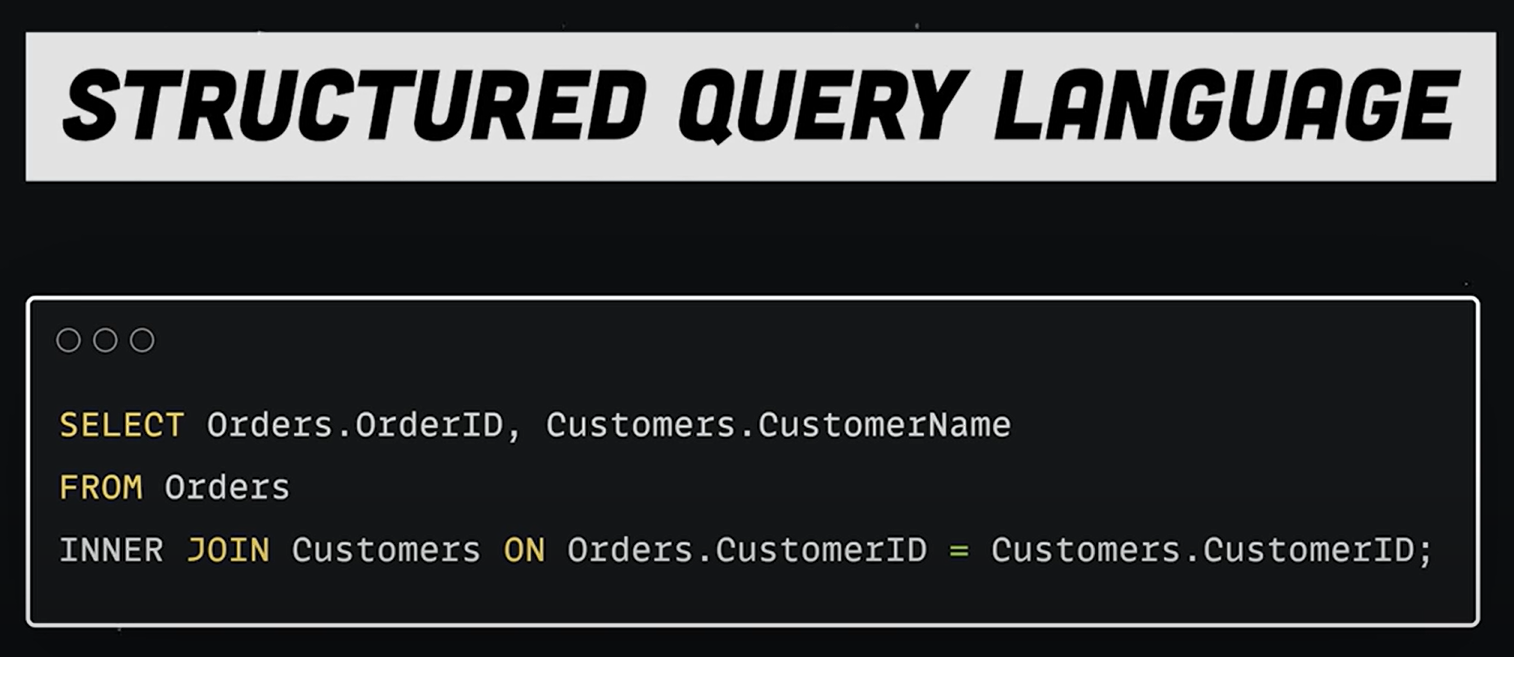 STRUCTURED QUERY LANGUAGE
SELECT Orders.OrderID, Customers.CustomerName
FROM Orders
INNER JOIN Customers ON Orders.CustomerID = Customers.CustomerID;